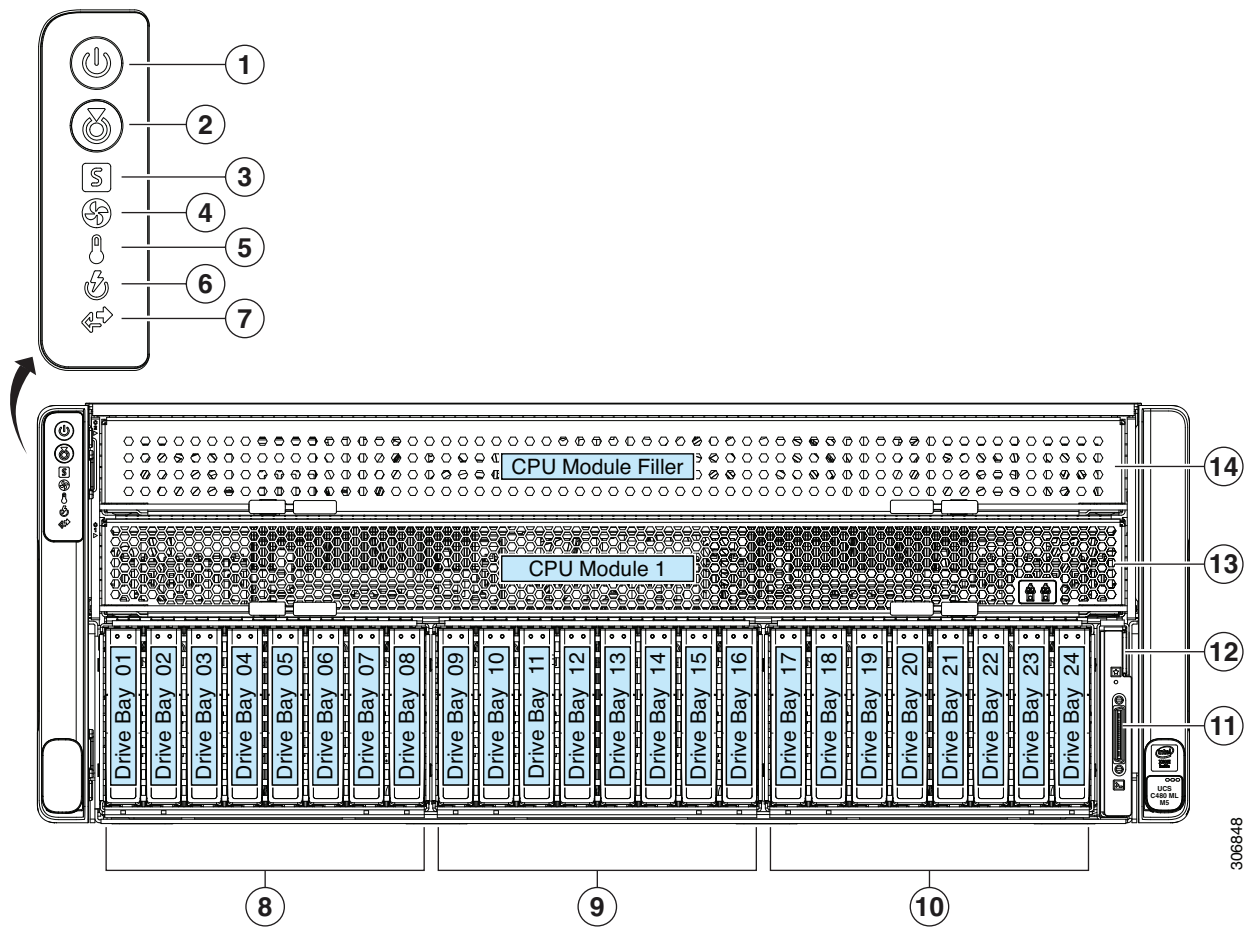 1
2
3
4
5
6
7
CPU Module Filler
14
CPU Module 1
13
Drive Bay 01
Drive Bay 02
Drive Bay 03
Drive Bay 04
Drive Bay 05
Drive Bay 06
Drive Bay 07
Drive Bay 08
Drive Bay 09
Drive Bay 10
Drive Bay 11
Drive Bay 12
Drive Bay 13
Drive Bay 14
Drive Bay 15
Drive Bay 16
Drive Bay 17
Drive Bay 18
Drive Bay 19
Drive Bay 20
Drive Bay 21
Drive Bay 22
Drive Bay 23
Drive Bay 24
12
11
intel
UCS
C480 ML
M5
306848
8
9
10